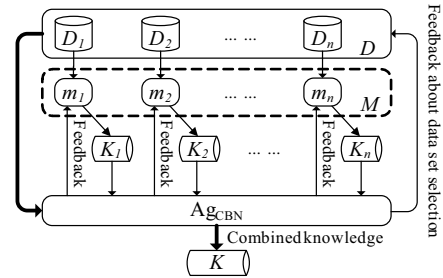 D1 D2 ... ... Dn
D
m1 m2 ... ... mn
M
Feedback Feedback Feedback
K1 K2 ... ... Kn
AgCBN
Combined knowledge
K
Feedback about data set selection